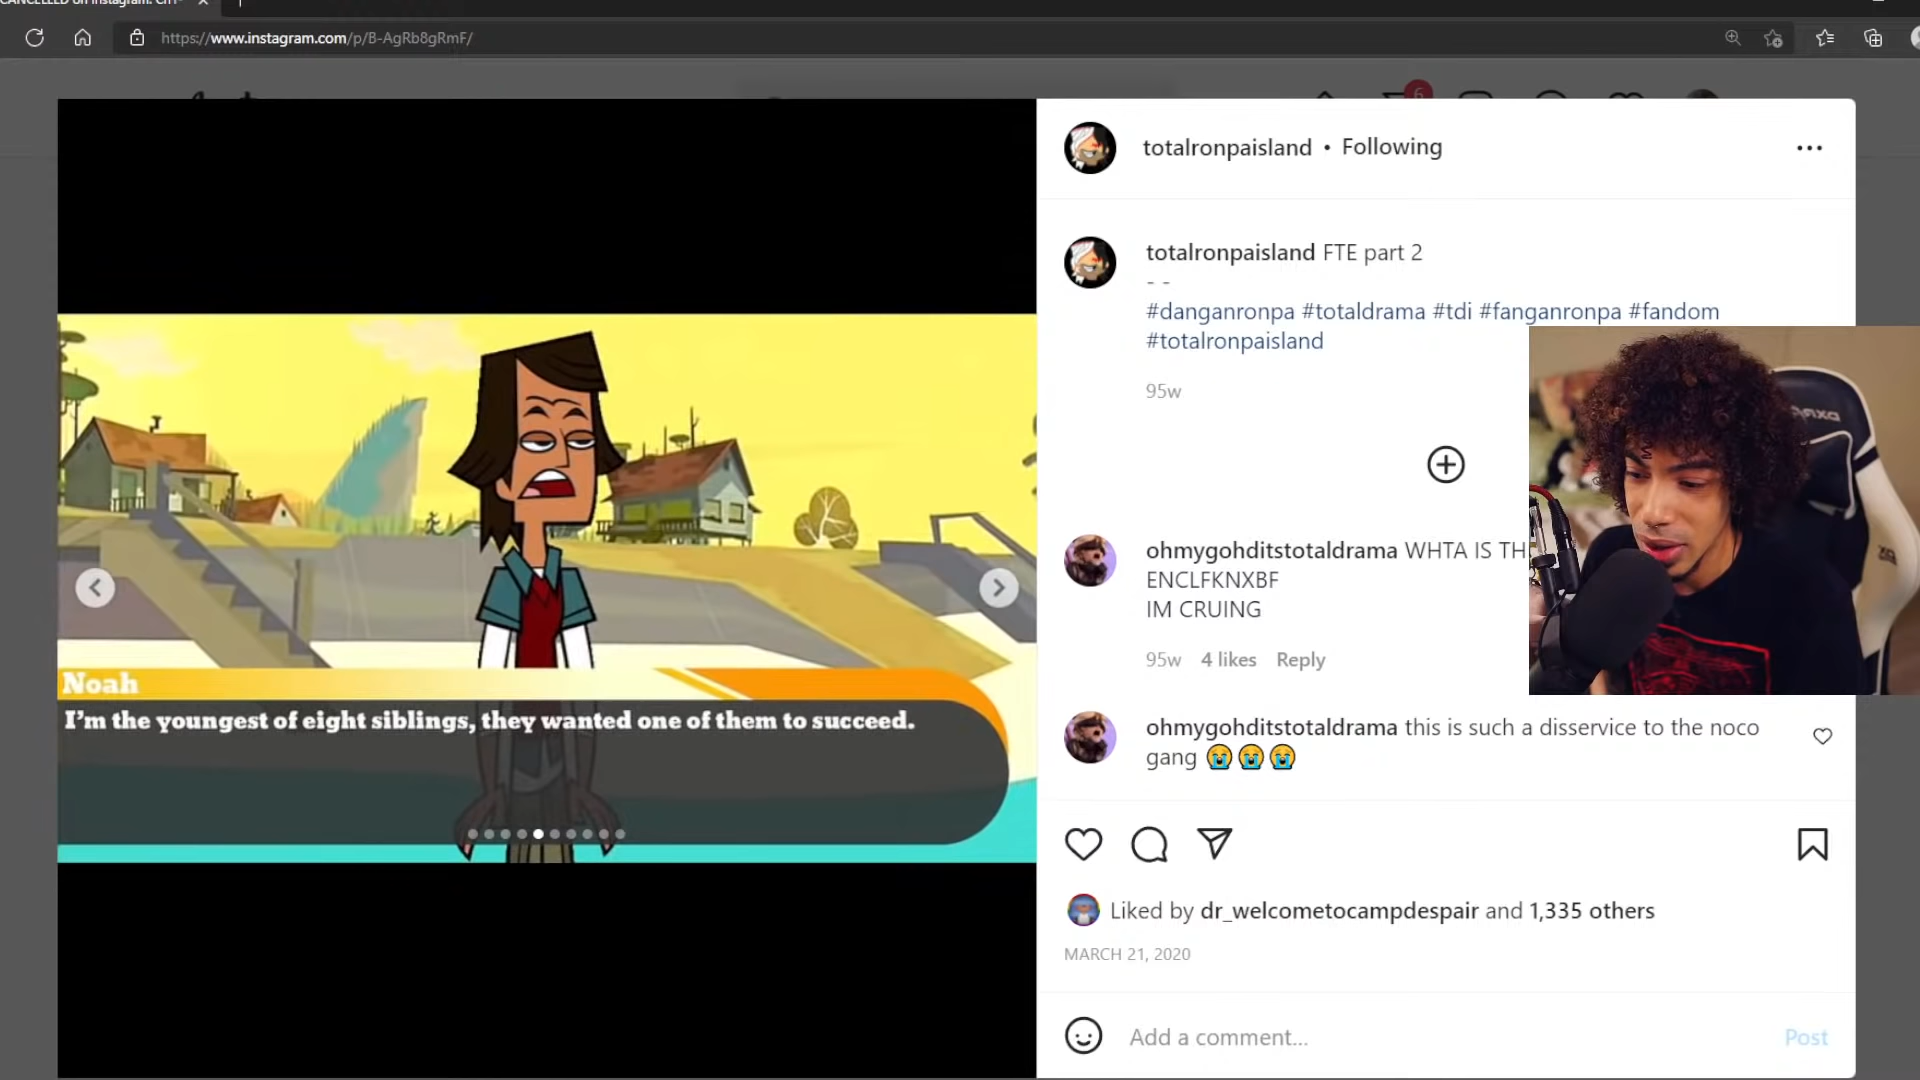 https://www.instagram.com/p/B-AgRb8gRmF/
6
totalronpaisland • Following
totalronpaisland FTE part 2
- -
#danganronpa #totaldrama #tdi #fanganronpa #fandom
#totalronpaisland
95w
ohmygohditstotaldrama WHTA IS TH
ENCLFKNXBF
IM CRUING
95w 4 likes Reply
Noah
I'm the youngest of eight siblings, they wanted one of them to succeed.
ohmygohditstotaldrama this is such a disservice to the noco
gang 😭😭😭
Liked by dr_welcometocampdespair and 1,335 others
MARCH 21, 2020
Add a comment...
Post